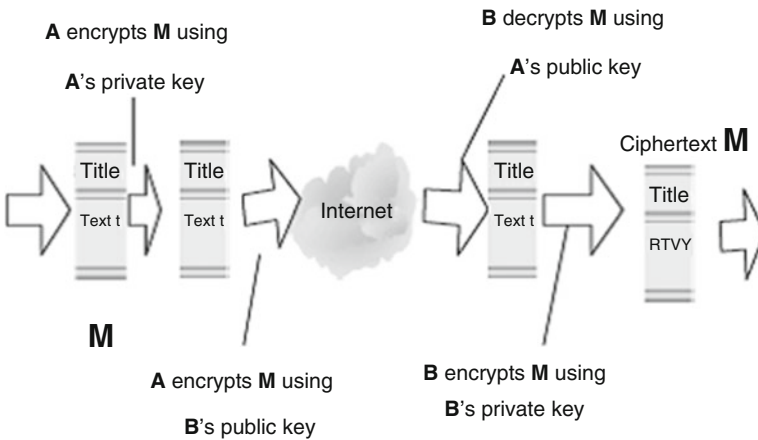 A encrypts M using
A's private key
B decrypts M using
A's public key
Ciphertext M
Title
Title
Title
Title
Text t
Text t
Internet
Text t
RTVY
M
A encrypts M using
B's public key
B encrypts M using
B's private key